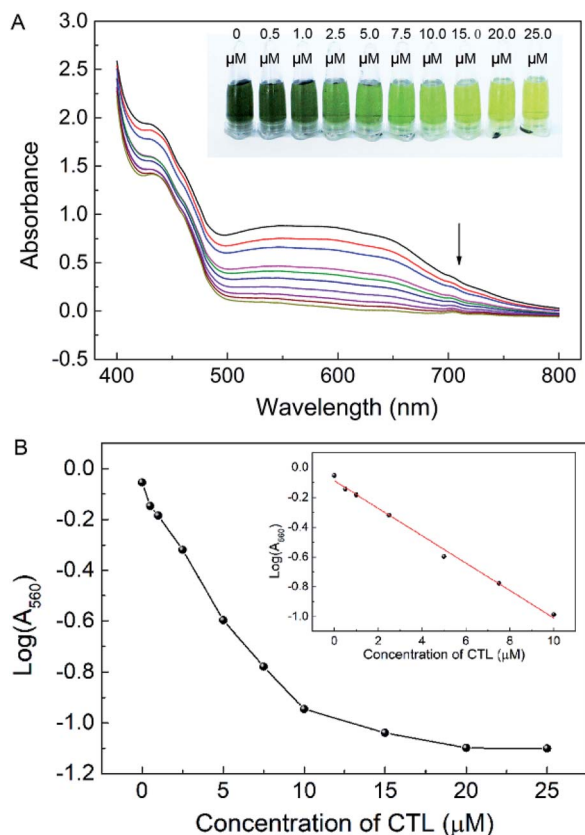 A
0 0.5 1.0 2.5 5.0 7.5 10.0 15.0 20.0 25.0
μM μM μM μM μM μM μM μM μM μM
3.0
2.5
2.0
1.5
1.0
0.5
0.0
-0.5
Absorbance
400 500 600 700 800
Wavelength (nm)
B
0.0
-0.2
-0.4
-0.6
-0.8
-1.0
-1.2
Log(A560)
0.0
-0.2
-0.4
-0.6
-0.8
-1.0
Log(A560)
0 2 4 6 8 10
Concentration of CTL (μM)
0 5 10 15 20 25
Concentration of CTL (μM)